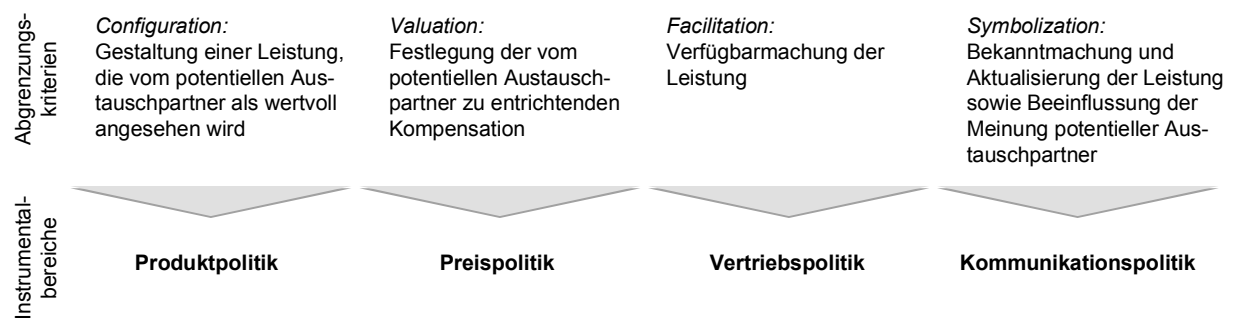 Abgrenzungs-
kriterien
Configuration:
Gestaltung einer Leistung,
die vom potentiellen Aus-
tauschpartner als wertvoll
angesehen wird
Valuation:
Festlegung der vom
potentiellen Austausch-
partner zu entrichtenden
Kompensation
Facilitation:
Verfügbarmachung der
Leistung
Symbolization:
Bekanntmachung und
Aktualisierung der Leistung
sowie Beeinflussung der
Meinung potentieller Aus-
tauschpartner
Instrumental-
bereiche
Produktpolitik
Preispolitik
Vertriebspolitik
Kommunikationspolitik